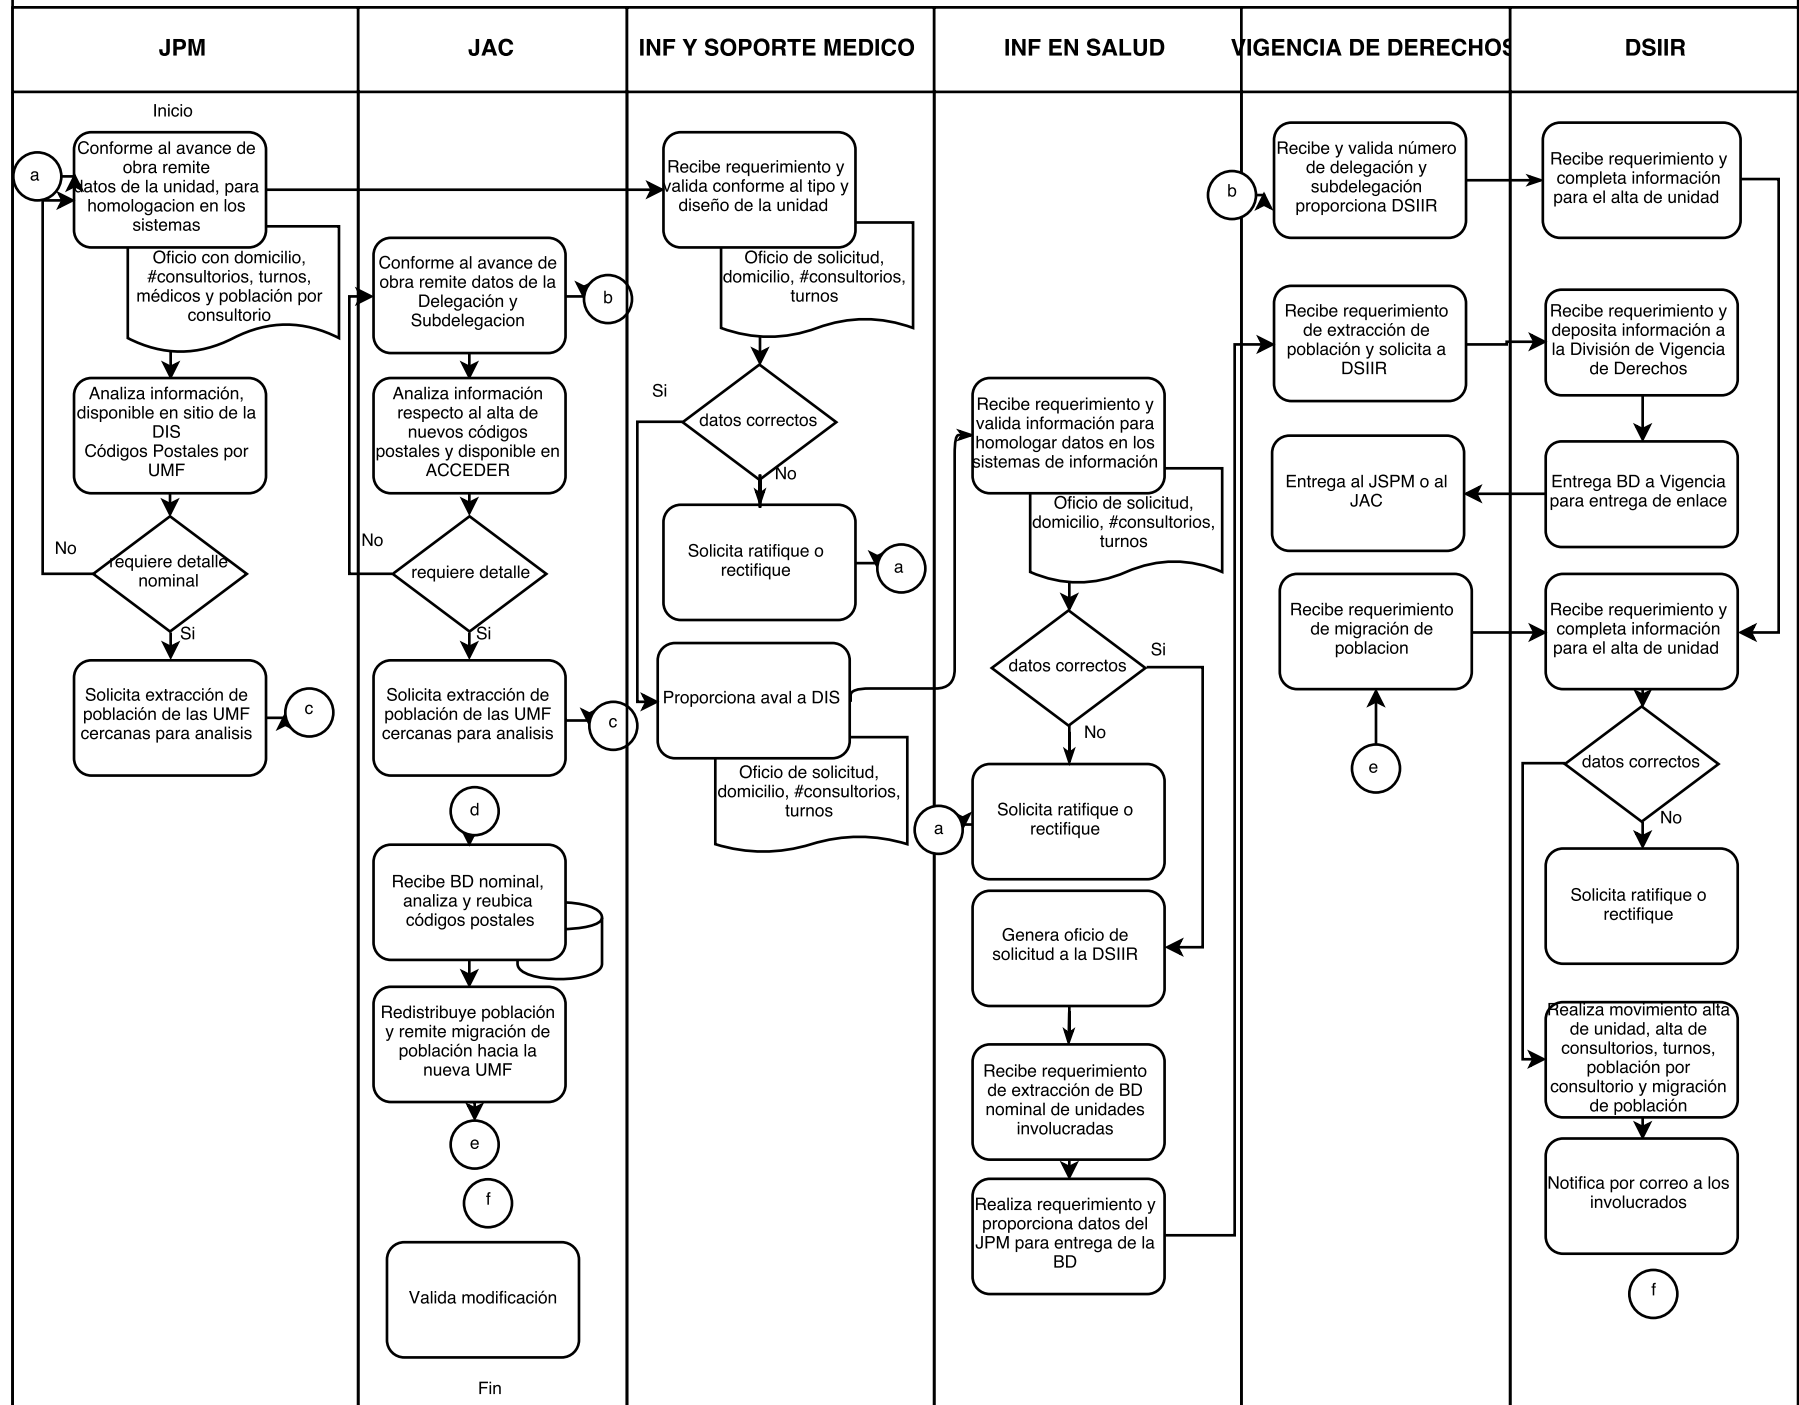 JPM
JAC
INF Y SOPORTE MEDICO
INF EN SALUD
VIGENCIA DE DERECHOS
DSIIR
Inicio
a
Conforme al avance de
obra remite
datos de la unidad, para
homologacion en los
sistemas
Oficio con domicilio,
#consultorios, turnos,
médicos y población por
consultorio
Analiza información,
disponible en sitio de la
DIS
Códigos Postales por
UMF
No
requiere detalle
nominal
Si
Solicita extracción de
población de las UMF
cercanas para analisis
c
Conforme al avance de
obra remite datos de la
Delegación y
Subdelegacion
b
Analiza información
respecto al alta de
nuevos códigos
postales y disponible en
ACCEDER
No
requiere detalle
Si
Solicita extracción de
población de las UMF
cercanas para analisis
c
d
Recibe BD nominal,
analiza y reubica
códigos postales
Redistribuye población
y remite migración de
población hacia la
nueva UMF
e
f
Valida modificación
Fin
Recibe requerimiento y
valida conforme al tipo y
diseño de la unidad
Oficio de solicitud,
domicilio, #consultorios,
turnos
Si
datos correctos
No
Solicita ratifique o
rectifique
a
Proporciona aval a DIS
Oficio de solicitud,
domicilio, #consultorios,
turnos
Recibe requerimiento y
valida información para
homologar datos en los
sistemas de información
Oficio de solicitud,
domicilio, #consultorios,
turnos
datos correctos
Si
No
Solicita ratifique o
rectifique
a
Genera oficio de
solicitud a la DSIIR
Recibe requerimiento
de extracción de BD
nominal de unidades
involucradas
Realiza requerimiento y
proporciona datos del
JPM para entrega de la
BD
b
Recibe y valida número
de delegación y
subdelegación
proporciona DSIIR
Recibe requerimiento
de extracción de
población y solicita a
DSIIR
Entrega al JSPM o al
JAC
Recibe requerimiento
de migración de
poblacion
e
Recibe requerimiento y
completa información
para el alta de unidad
Recibe requerimiento y
deposita información a
la División de Vigencia
de Derechos
Entrega BD a Vigencia
para entrega de enlace
Recibe requerimiento y
completa información
para el alta de unidad
datos correctos
No
Solicita ratifique o
rectifique
Realiza movimiento alta
de unidad, alta de
consultorios, turnos,
población por
consultorio y migración
de población
Notifica por correo a los
involucrados
f